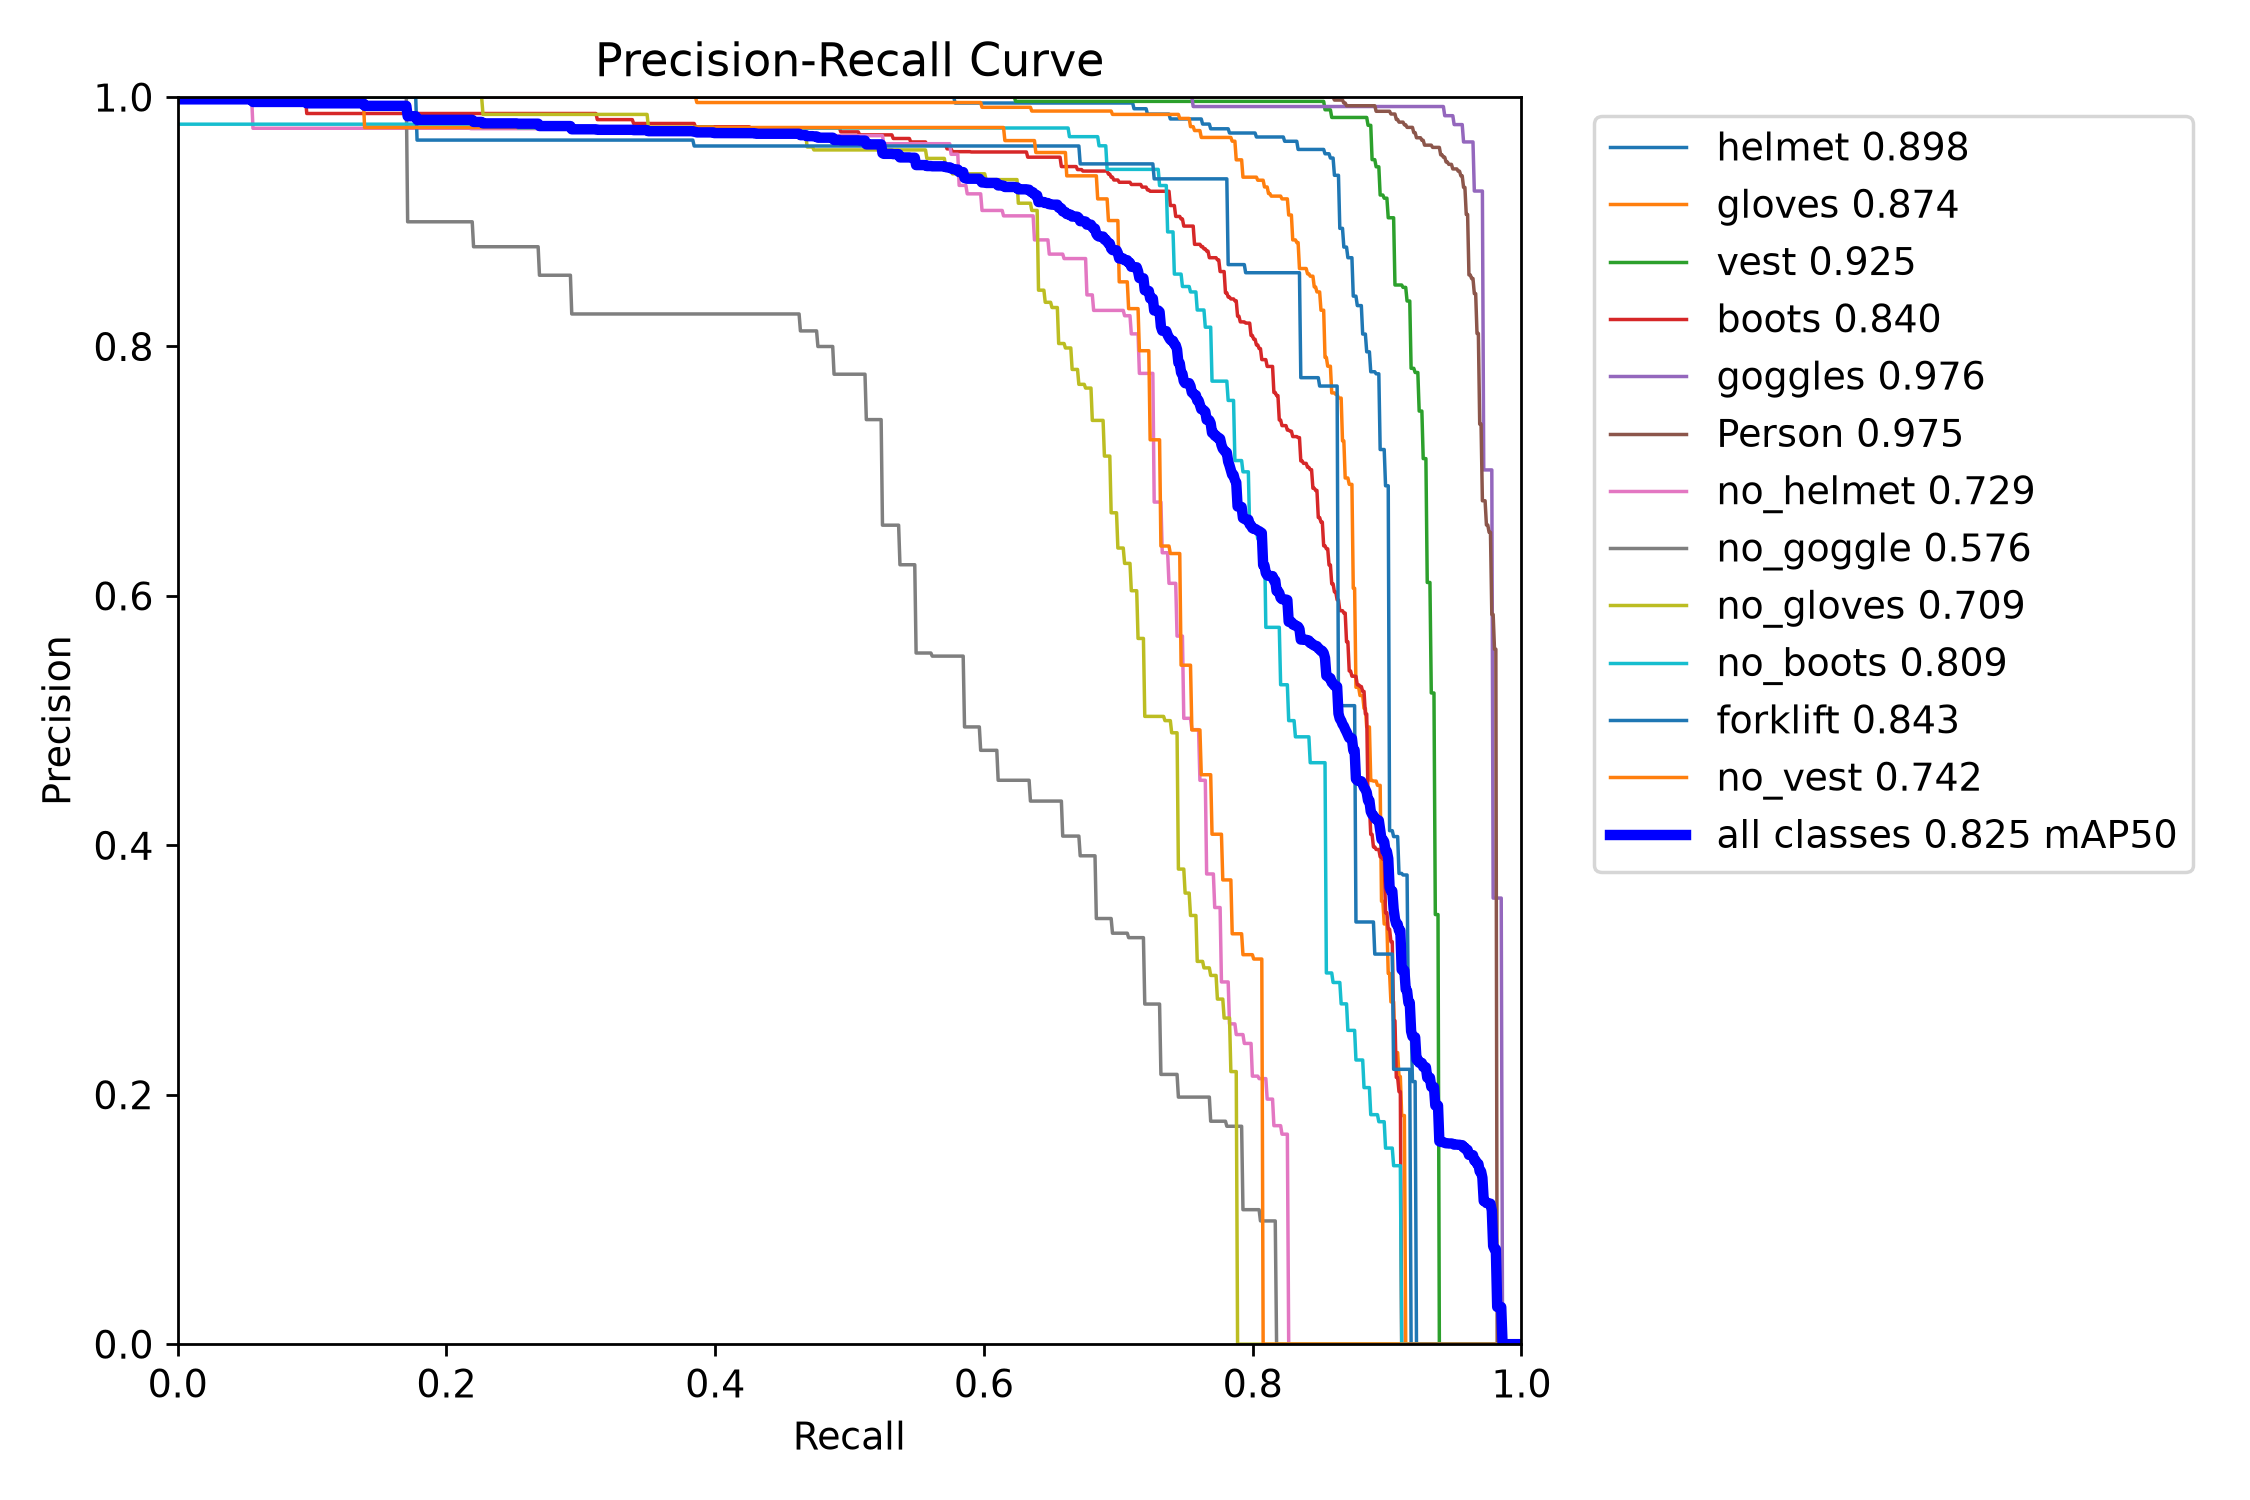 Precision-Recall Curve
1.0
0.8
0.6
0.4
0.2
0.0
Precision
0.0 0.2 0.4 0.6 0.8 1.0
Recall
helmet 0.898
gloves 0.874
vest 0.925
boots 0.840
goggles 0.976
Person 0.975
no_helmet 0.729
no_goggle 0.576
no_gloves 0.709
no_boots 0.809
forklift 0.843
no_vest 0.742
all classes 0.825 mAP50